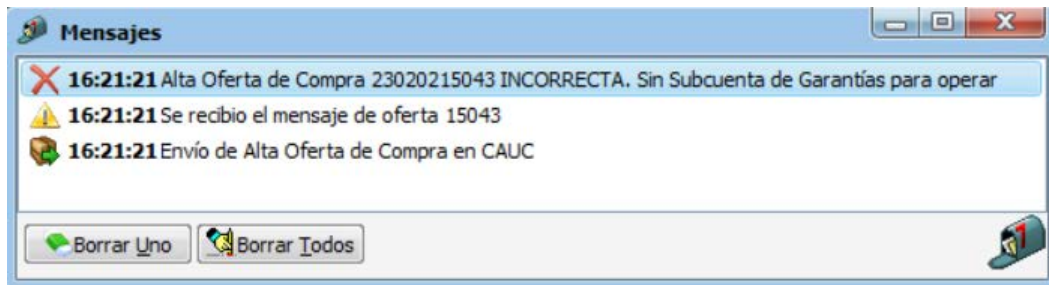 Mensajes
16:21:21 Alta Oferta de Compra 23020215043 INCORRECTA. Sin Subcuenta de Garantías para operar
16:21:21 Se recibio el mensaje de oferta 15043
16:21:21 Envío de Alta Oferta de Compra en CAUC
Borrar Uno Borrar Todos